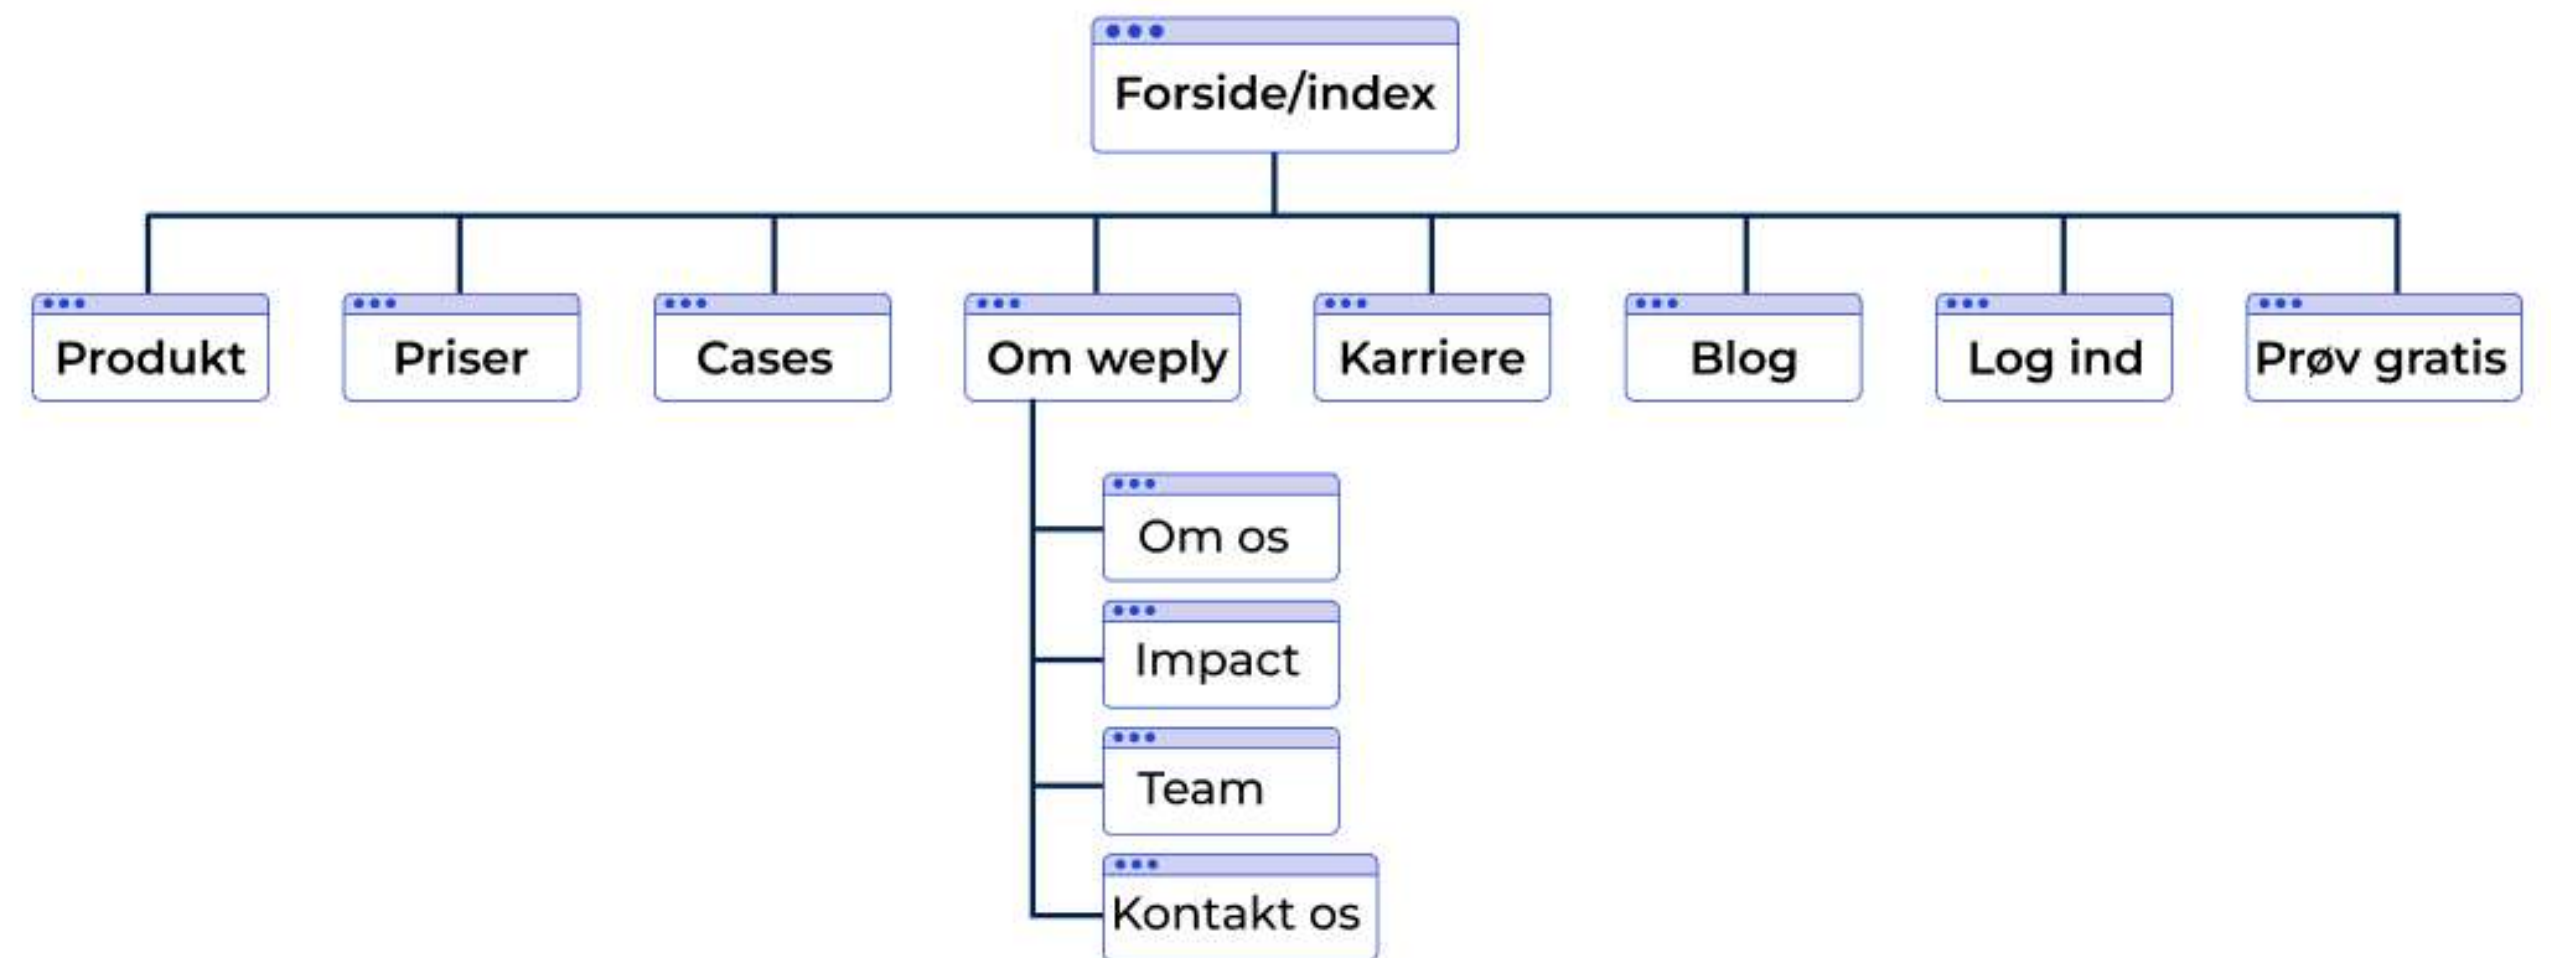 Forside/index
Produkt
Priser
Cases
Om weply
Karriere
Blog
Log ind
Prøv gratis
Om os
Impact
Team
Kontakt os